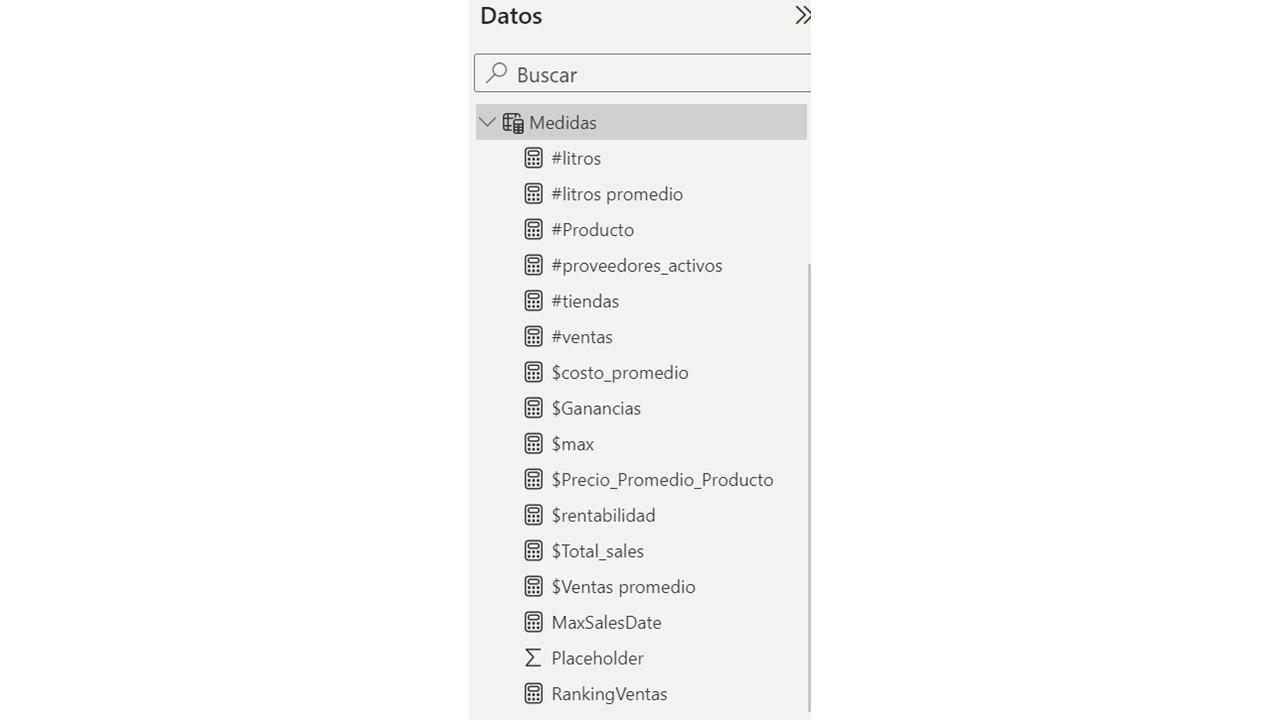 Datos
Buscar
Medidas
#litros
#litros promedio
#Producto
#proveedores_activos
#tiendas
#ventas
$costo_promedio
$Ganancias
$max
$Precio_Promedio_Producto
$rentabilidad
$Total_sales
$Ventas promedio
MaxSalesDate
Placeholder
RankingVentas